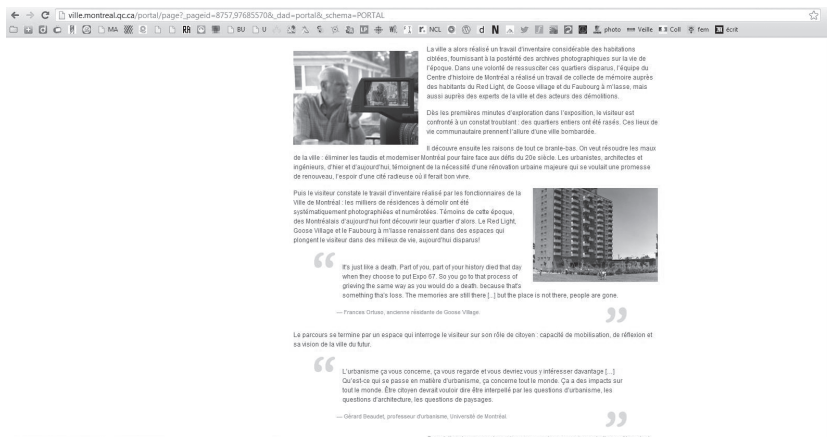 ville.montreal.qc.ca/portal/page?_pageid=8757,97685570&_dad=portal&_schema=PORTAL
MA
BU
U
NCL
d
N
photo
Veille
Coll
fem
écrit
La ville a alors réalisé un travail d'inventaire considérable des habitations
ciblées, fournissant à la postérité des archives photographiques sur la vie de
l'époque. Dans une volonté de ressusciter ces quartiers disparus, l'équipe du
Centre d'histoire de Montréal a réalisé un travail de collecte de mémoire auprès
des habitants du Red Light, de Goose village et du Faubourg à m'lasse, mais
aussi auprès des experts de la ville et des acteurs des démolitions.
Dès les premières minutes d'exploration dans l'exposition, le visiteur est
confronté à un constat troublant : des quartiers entiers ont été rasés. Ces lieux de
vie communautaire prennent l'allure d'une ville bombardée.
Il découvre ensuite les raisons de tout ce branle-bas. On veut résoudre les maux
de la ville : éliminer les taudis et moderniser Montréal pour faire face aux défis du 20e siècle. Les urbanistes, architectes et
ingénieurs, d'hier et d'aujourd'hui, témoignent de la nécessité d'une rénovation urbaine majeure qui se voulait une promesse
de renouveau, l'espoir d'une cité radieuse où il ferait bon vivre.
Puis le visiteur constate le travail d'inventaire réalisé par les fonctionnaires de la
Ville de Montréal : les milliers de résidences à démolir ont été
systématiquement photographiées et numérotées. Témoins de cette époque,
des Montréalais d'aujourd'hui font découvrir leur quartier d'alors. Le Red Light,
Goose Village et le Faubourg à m'lasse renaissent dans des espaces qui
plongent le visiteur dans des milieux de vie, aujourd'hui disparus!
It's just like a death. Part of you, part of your history died that day
when they choose to put Expo 67. So you go to that process of
grieving the same way as you would do a death. because that's
something tha's loss. The memories are still there [...] but the place is not there, people are gone.
— Frances Ortuso, ancienne résidante de Goose Village.
Le parcours se termine par un espace qui interroge le visiteur sur son rôle de citoyen : capacité de mobilisation, de réflexion et
sa vision de la ville du futur.
L'urbanisme ça vous concerne, ça vous regarde et vous devriez vous y intéresser davantage [...]
Qu'est-ce qui se passe en matière d'urbanisme, ça concerne tout le monde. Ça a des impacts sur
tout le monde. Être citoyen devrait vouloir dire être interpellé par les questions d'urbanisme, les
questions d'architecture, les questions de paysages.
— Gérard Beaudet, professeur d'urbanisme, Université de Montréal.